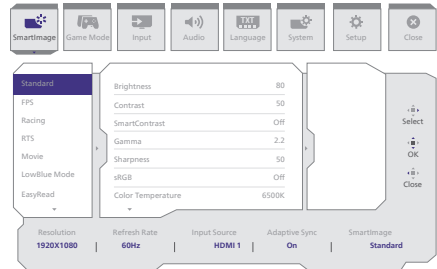 SmartImage
Game Mode
Input
Audio
TXT
Language
System
Setup
Close
Standard
FPS
Racing
RTS
Movie
LowBlue Mode
EasyRead
Brightness 80
Contrast 50
SmartContrast Off
Gamma 2.2
Sharpness 50
sRGB Off
Color Temperature 6500K
Select
OK
Close
Resolution Refresh Rate Input Source Adaptive Sync SmartImage
1920X1080 | 60Hz | HDMI 1 | On | Standard